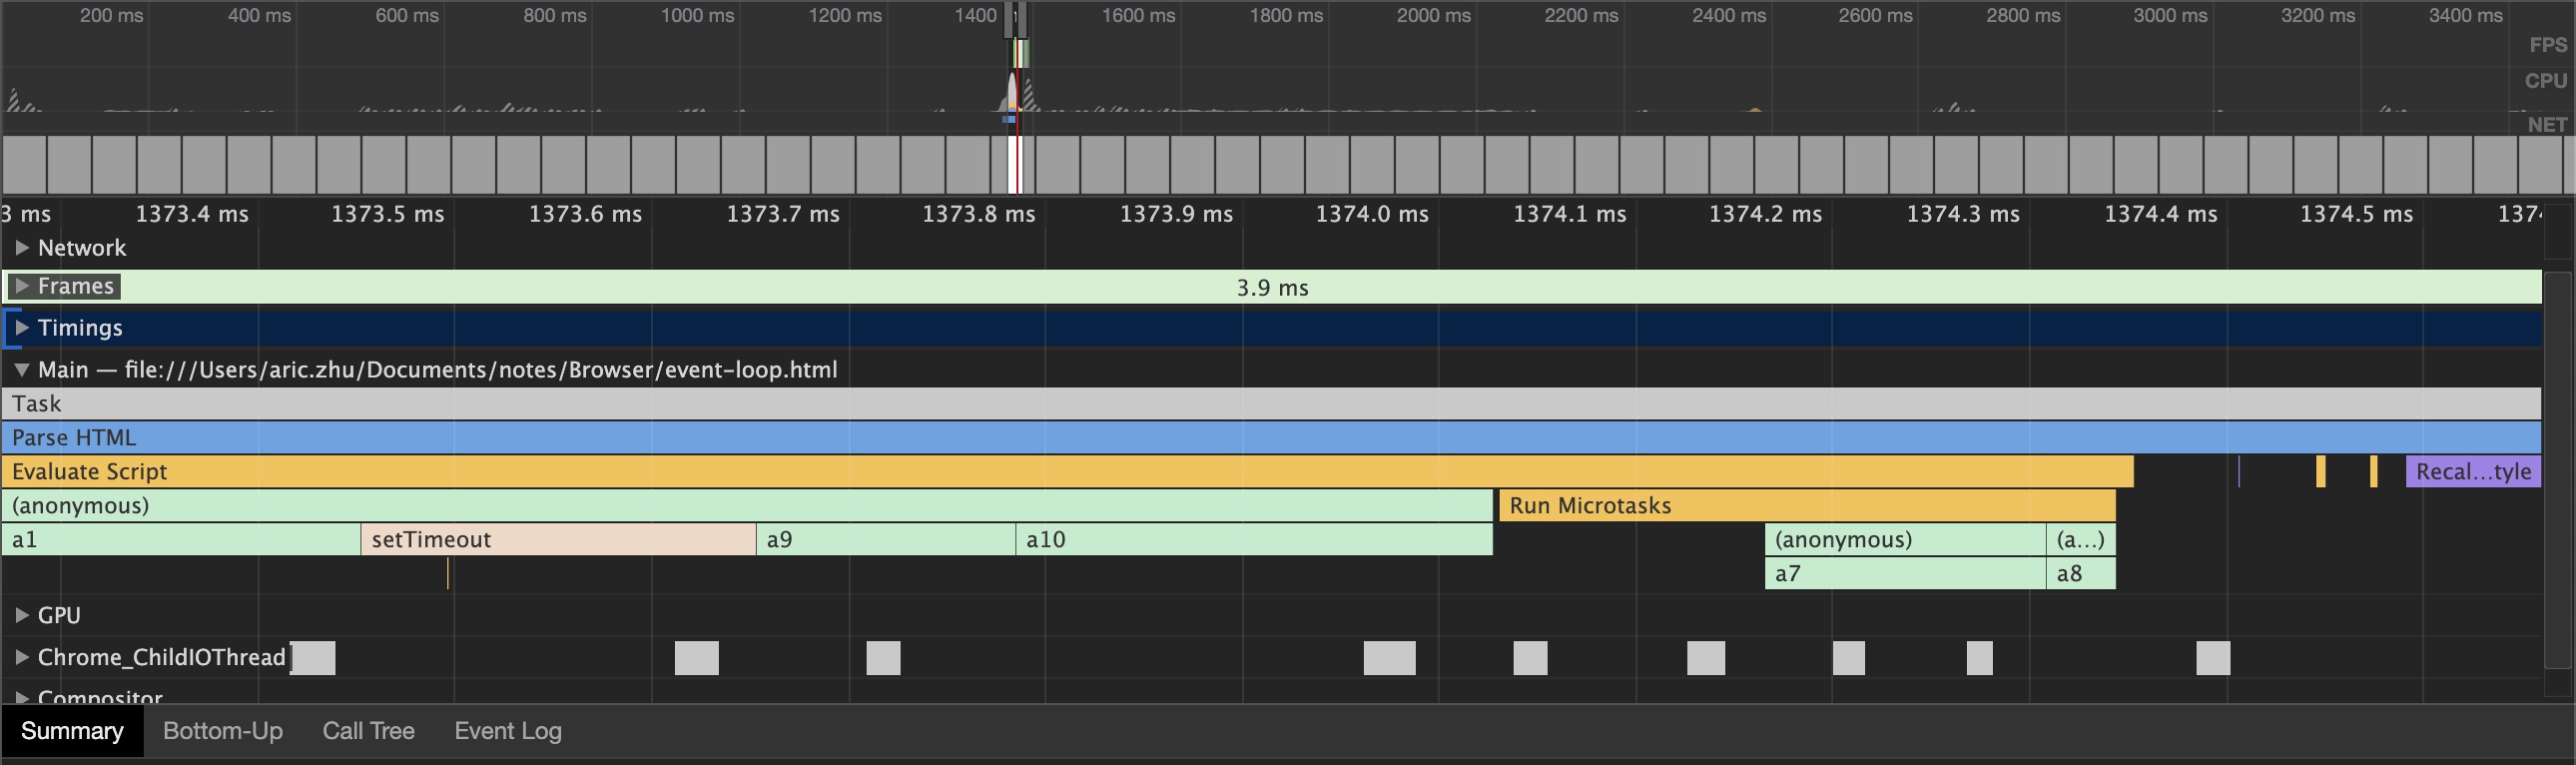 200 ms 400 ms 600 ms 800 ms 1000 ms 1200 ms 1400 1600 ms 1800 ms 2000 ms 2200 ms 2400 ms 2600 ms 2800 ms 3000 ms 3200 ms 3400 ms
FPS
CPU
NET
3 ms 1373.4 ms 1373.5 ms 1373.6 ms 1373.7 ms 1373.8 ms 1373.9 ms 1374.0 ms 1374.1 ms 1374.2 ms 1374.3 ms 1374.4 ms 1374.5 ms 1374
Network
Frames 3.9 ms
Timings
Main — file:///Users/aric.zhu/Documents/notes/Browser/event-loop.html
Task
Parse HTML
Evaluate Script Recal...tyle
(anonymous) Run Microtasks
a1 setTimeout a9 a10 (anonymous) (a...)
a7 a8
GPU
Chrome_ChildIOThread
Compositor
Summary Bottom-Up Call Tree Event Log